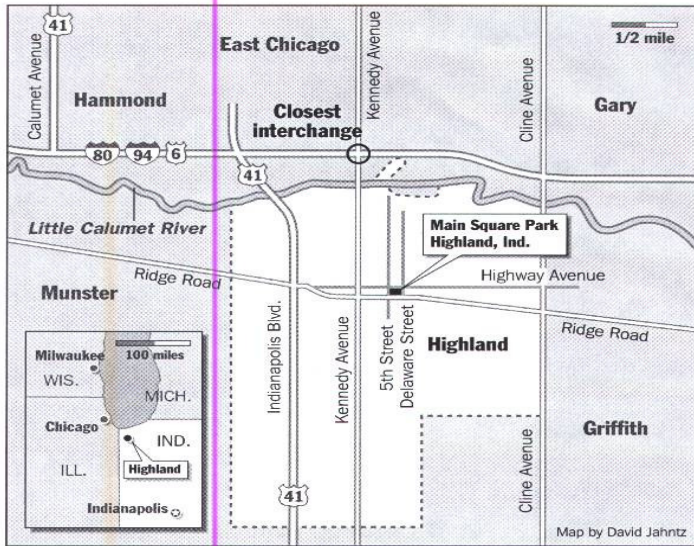 41
East Chicago
Kennedy Avenue
1/2 mile
Calumet Avenue
Hammond
Cline Avenue
Gary
Closest
interchange
80
94
6
41
Little Calumet River
Main Square Park
Highland, Ind.
Ridge Road
Highway Avenue
Munster
Indianapolis Blvd.
Kennedy Avenue
5th Street
Delaware Street
Highland
Ridge Road
Griffith
Cline Avenue
41
Milwaukee
100 miles
WIS.
MICH.
Chicago
IND.
ILL.
Highland
Indianapolis
Map by David Jahntz